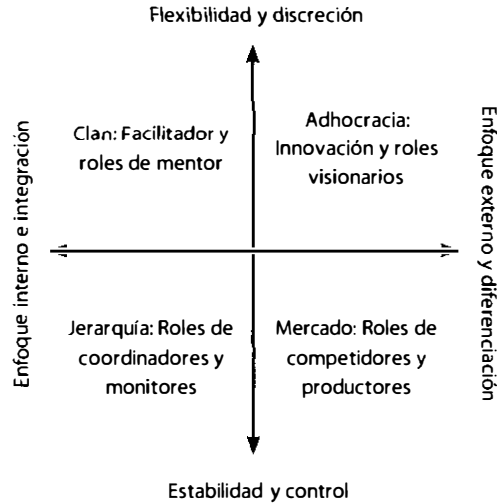 Flexibilidad y discreción
Clan: Facilitador y
roles de mentor
Adhocracia:
Innovación y roles
visionarios
Enfoque interno e integración
Enfoque externo y diferenciación
Jerarquía: Roles de
coordinadores y
monitores
Mercado: Roles de
competidores y
productores
Estabilidad y control